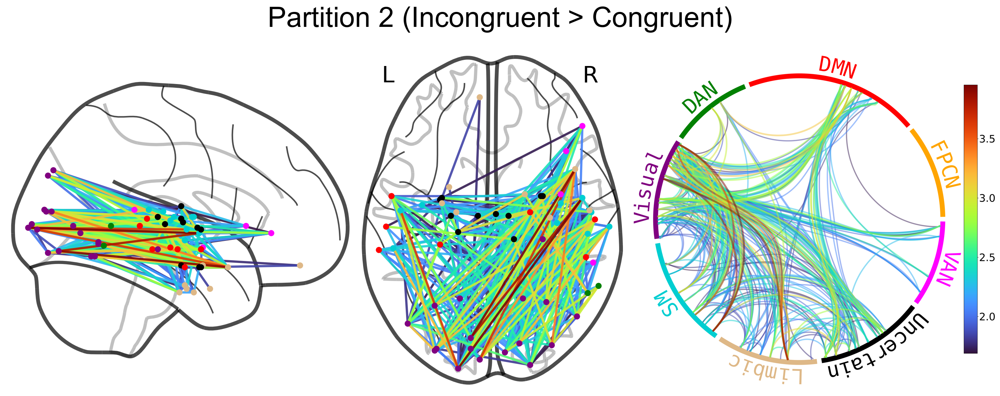 Partition 2 (Incongruent > Congruent)
L
R
DMN
DAN
FPCN
Visual
VAN
SM
Uncertain
Limbic
3.5
3.0
2.5
2.0